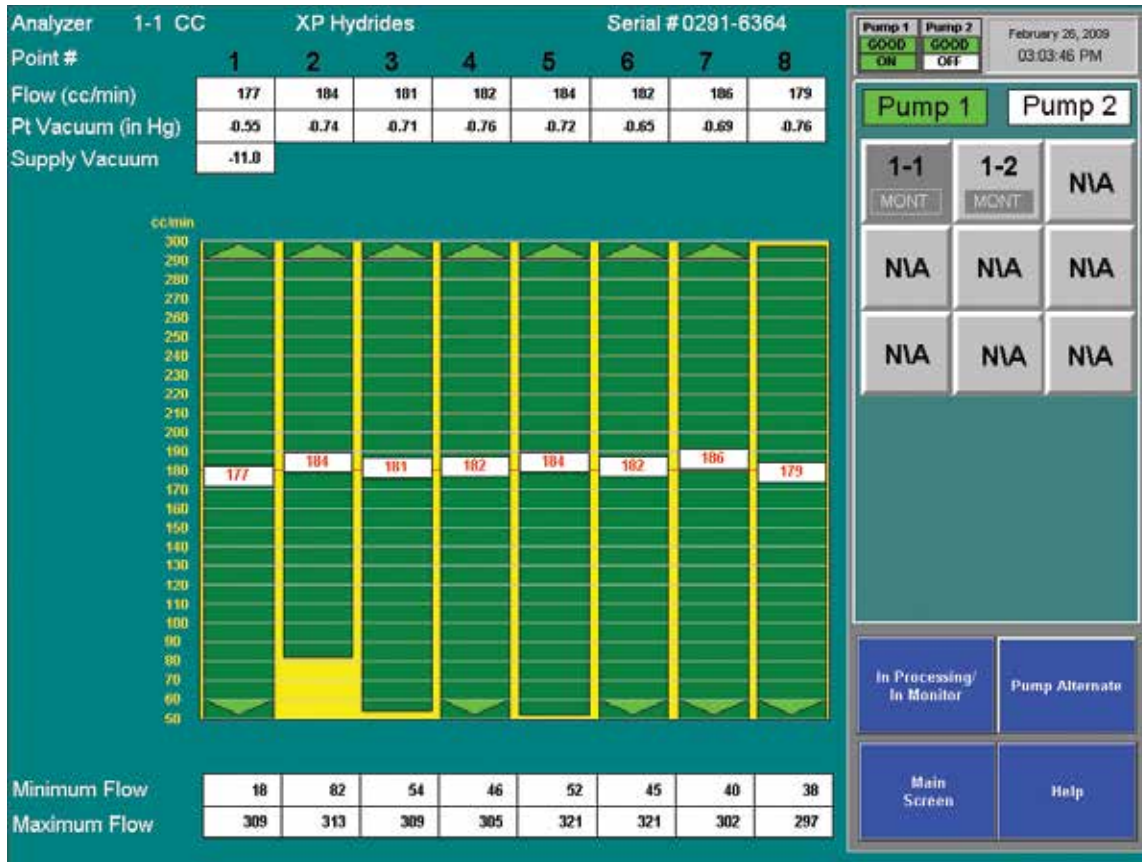 Analyzer 1-1 CC XP Hydrides Serial # 0291-6364
Point # 1 2 3 4 5 6 7 8
Flow (cc/min) 177 184 181 182 184 182 186 179
Pt Vacuum (in Hg) -0.55 -0.74 -0.71 -0.76 -0.72 -0.65 -0.69 -0.76
Supply Vacuum -11.0
cc/min
300
290
280
270
260
250
240
230
220
210
200
190
180
170
160
150
140
130
120
110
100
90
80
70
60
50
177 184 181 182 184 182 186 179
Minimum Flow 18 82 54 46 52 45 40 38
Maximum Flow 309 313 309 305 321 321 302 297
Pump 1 Pump 2
GOOD GOOD
ON OFF
February 26, 2009
03:03:46 PM
Pump 1 Pump 2
1-1 1-2 N\A
MONT MONT
N\A N\A N\A
N\A N\A N\A
In Processing/
In Monitor
Pump Alternate
Main
Screen
Help